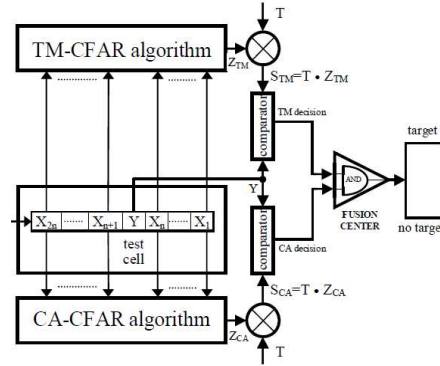 T
TM-CFAR algorithm
Z_TM
S_TM=T • Z_TM
comparator
TM decision
target
AND
Y
X_2n ...... X_n+1 Y X_n ...... X_1
FUSION
CENTER
test
cell
comparator
CA decision
no target
S_CA=T • Z_CA
CA-CFAR algorithm
Z_CA
T